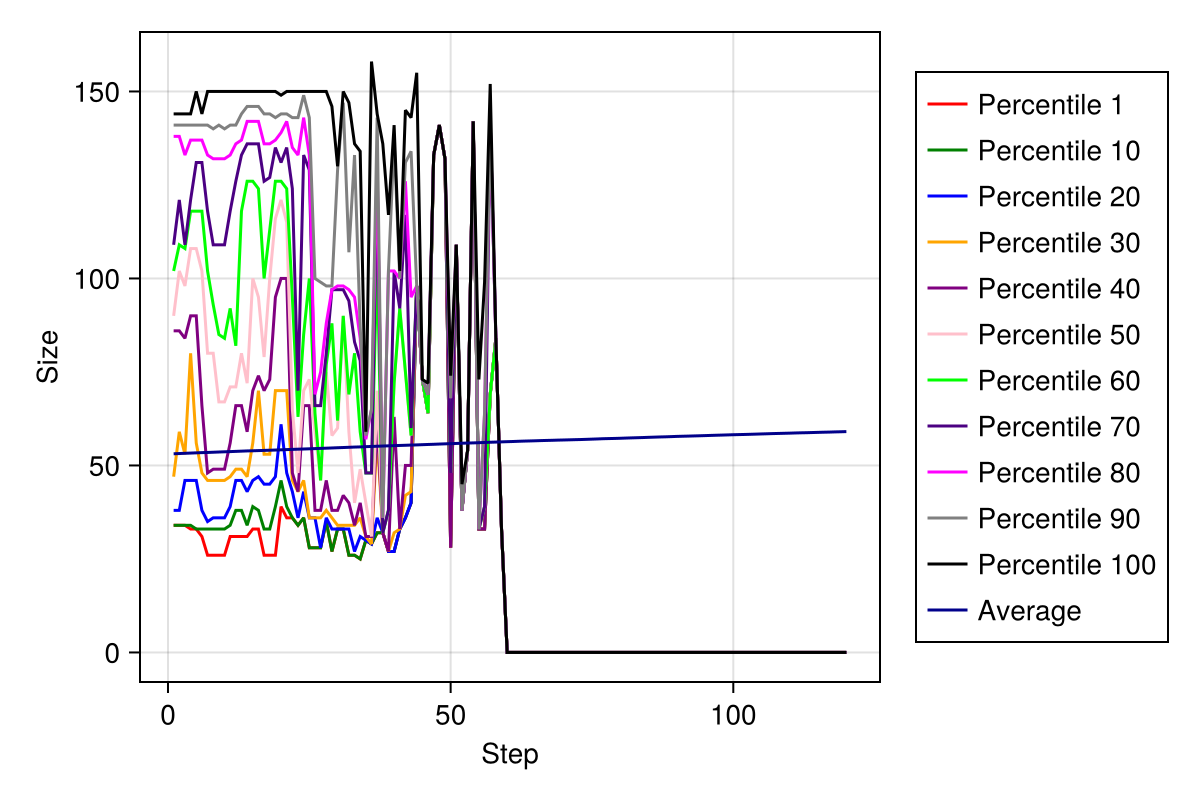 150
100
50
0
Size
0
50
100
Step
Percentile 1
Percentile 10
Percentile 20
Percentile 30
Percentile 40
Percentile 50
Percentile 60
Percentile 70
Percentile 80
Percentile 90
Percentile 100
Average